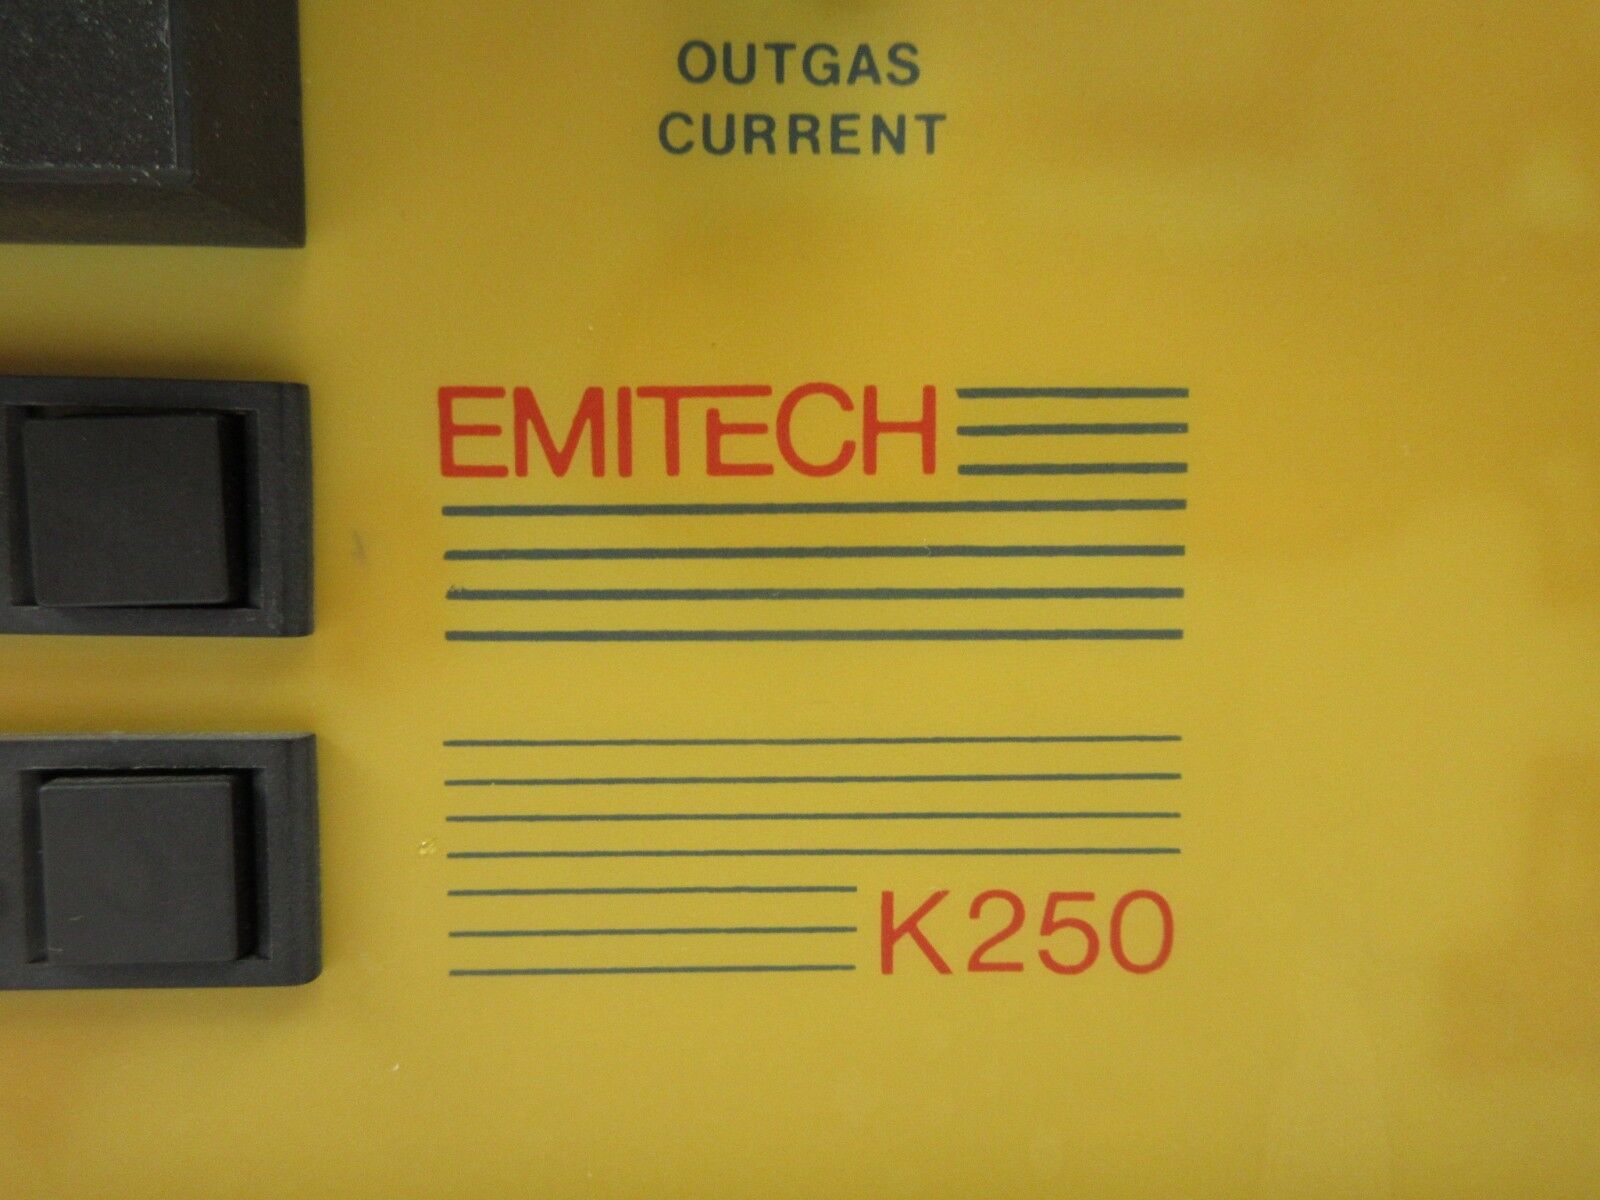 OUTGAS
CURRENT
EMITECH
K250